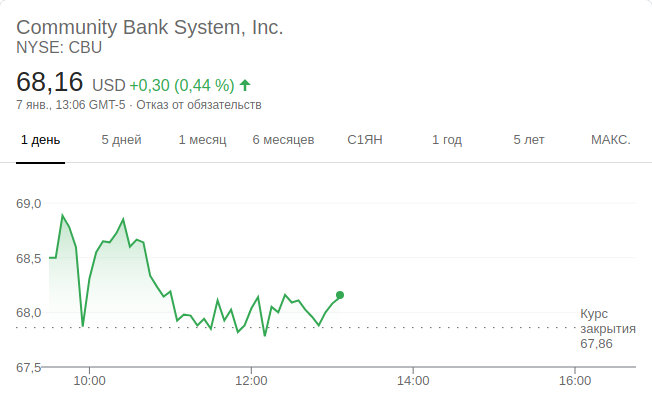 Community Bank System, Inc.
NYSE: CBU
68,16 USD +0,30 (0,44 %)
7 янв., 13:06 GMT-5 · Отказ от обязательств
1 день 5 дней 1 месяц 6 месяцев С1ЯН 1 год 5 лет МАКС.
69,0
68,5
68,0
Курс
закрытия
67,86
67,5
10:00 12:00 14:00 16:00